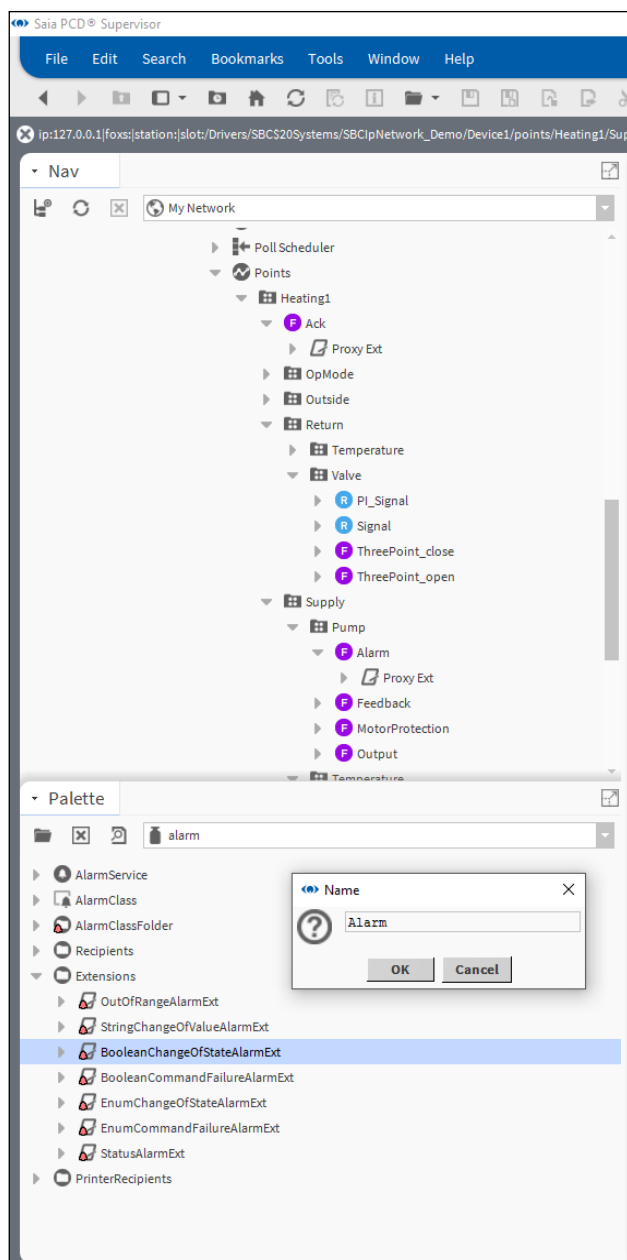 Saia PCD® Supervisor
File Edit Search Bookmarks Tools Window Help
ip:127.0.0.1|foxs:|station:|slot:/Drivers/SBC$20Systems/SBCIpNetwork_Demo/Device1/points/Heating1/Sup
Nav
My Network
Poll Scheduler
Points
Heating1
F Ack
Proxy Ext
OpMode
Outside
Return
Temperature
Valve
R PI_Signal
R Signal
F ThreePoint_close
F ThreePoint_open
Supply
Pump
F Alarm
Proxy Ext
F Feedback
F MotorProtection
F Output
Temperature
Palette
alarm
AlarmService
AlarmClass
AlarmClassFolder
Recipients
Extensions
OutOfRangeAlarmExt
StringChangeOfValueAlarmExt
BooleanChangeOfStateAlarmExt
BooleanCommandFailureAlarmExt
EnumChangeOfStateAlarmExt
EnumCommandFailureAlarmExt
StatusAlarmExt
PrinterRecipients
Name
Alarm
OK Cancel